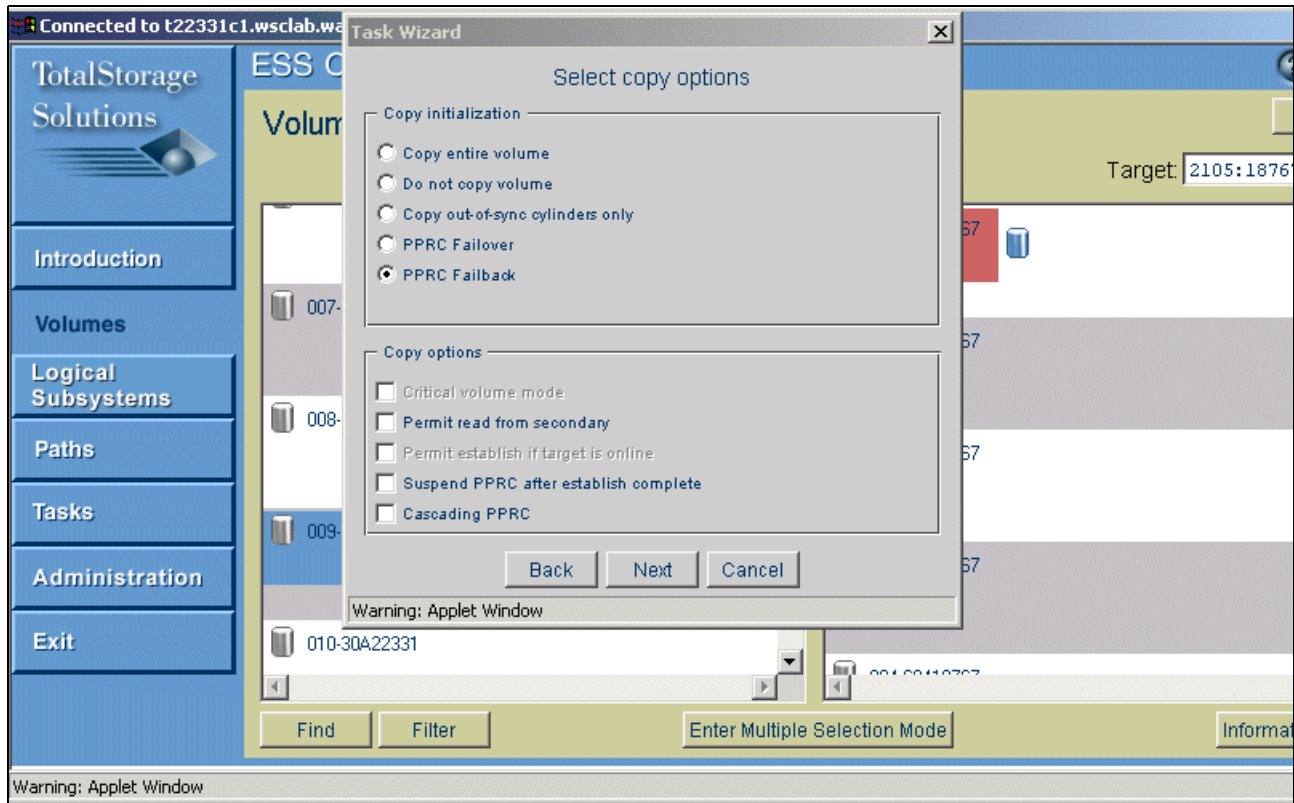 Connected to t22331c1.wsclab.wa
TotalStorage
Solutions
Introduction
Volumes
Logical
Subsystems
Paths
Tasks
Administration
Exit
ESS C
Volum
Target: 2105:1876
007-
008-
009-
010-30A22331
67
67
67
67
Find
Filter
Enter Multiple Selection Mode
Informat
Task Wizard
Select copy options
Copy initialization
Copy entire volume
Do not copy volume
Copy out-of-sync cylinders only
PPRC Failover
PPRC Failback
Copy options
Critical volume mode
Permit read from secondary
Permit establish if target is online
Suspend PPRC after establish complete
Cascading PPRC
Back
Next
Cancel
Warning: Applet Window
Warning: Applet Window